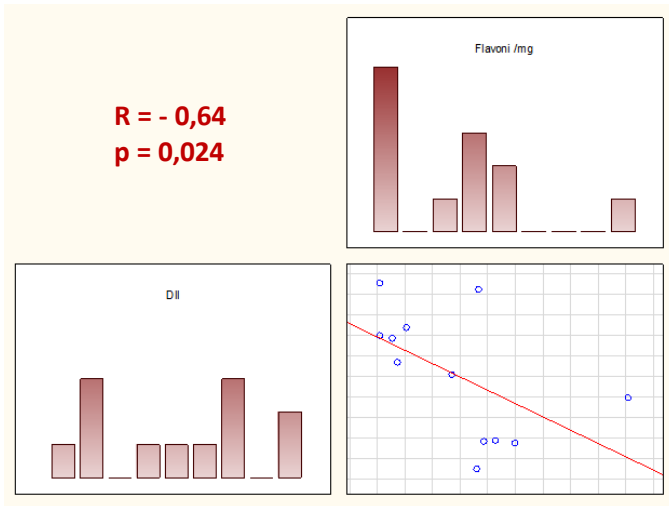 Flavoni /mg
R = - 0,64
p = 0,024
DII